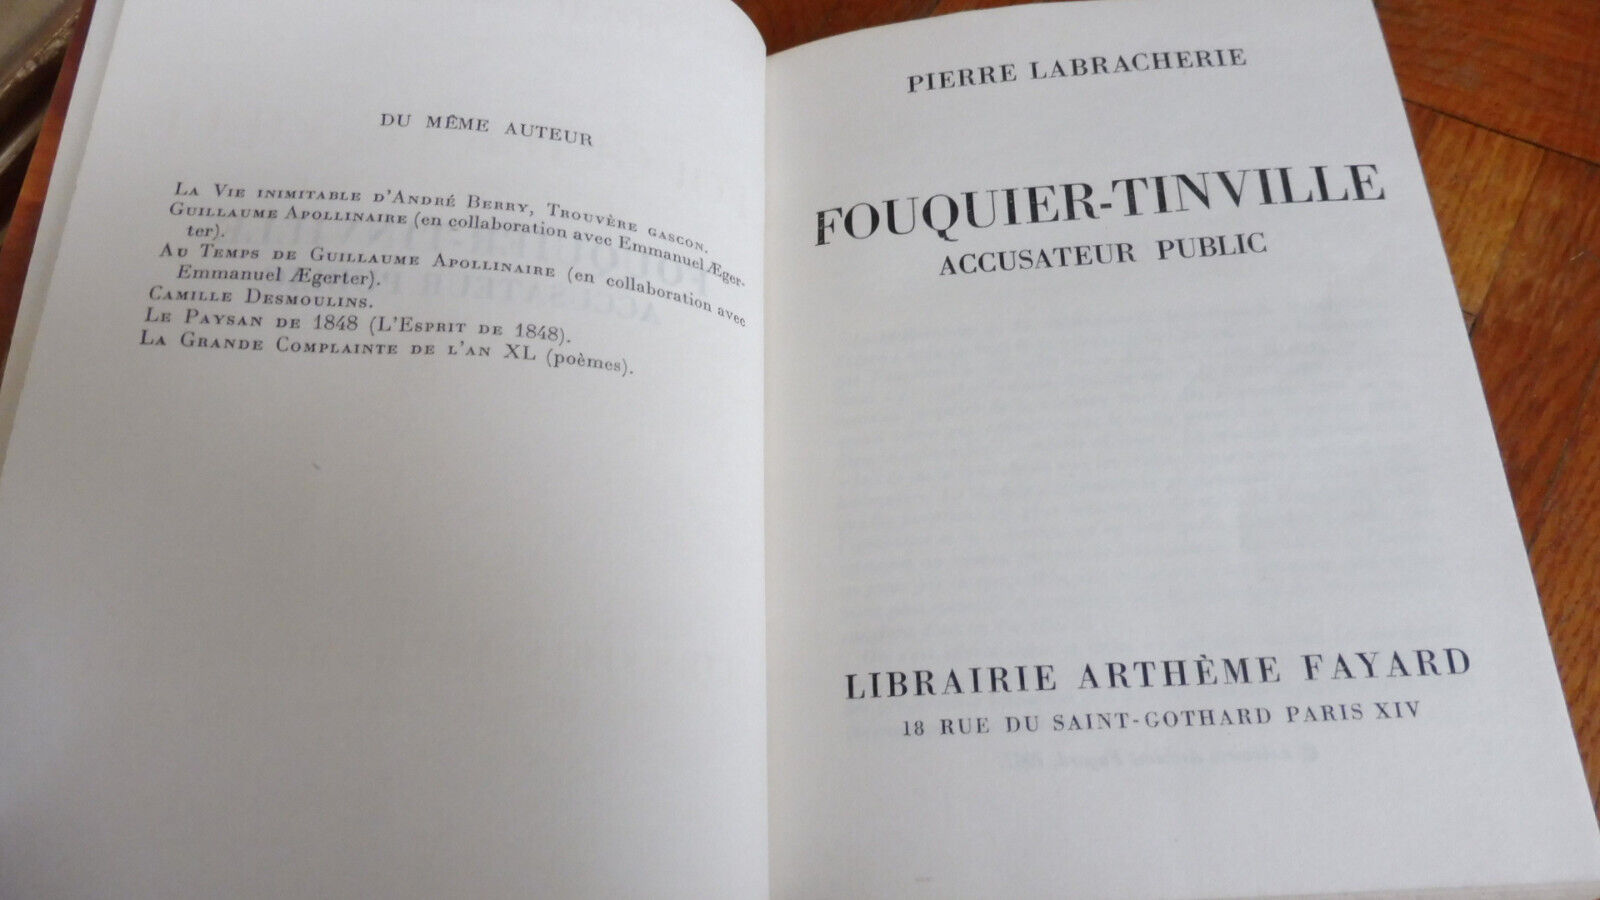 DU MÊME AUTEUR
LA VIE INIMITABLE D'ANDRÉ BERRY, TROUVÈRE GASCON.
GUILLAUME APOLLINAIRE (en collaboration avec Emmanuel Æger-
ter).
AU TEMPS DE GUILLAUME APOLLINAIRE (en collaboration avec
Emmanuel Ægerter).
CAMILLE DESMOULINS.
LE PAYSAN DE 1848 (L'ESPRIT DE 1848).
LA GRANDE COMPLAINTE DE L'AN XL (poèmes).
PIERRE LABRACHERIE
FOUQUIER-TINVILLE
ACCUSATEUR PUBLIC
LIBRAIRIE ARTHÈME FAYARD
18 RUE DU SAINT-GOTHARD PARIS XIV